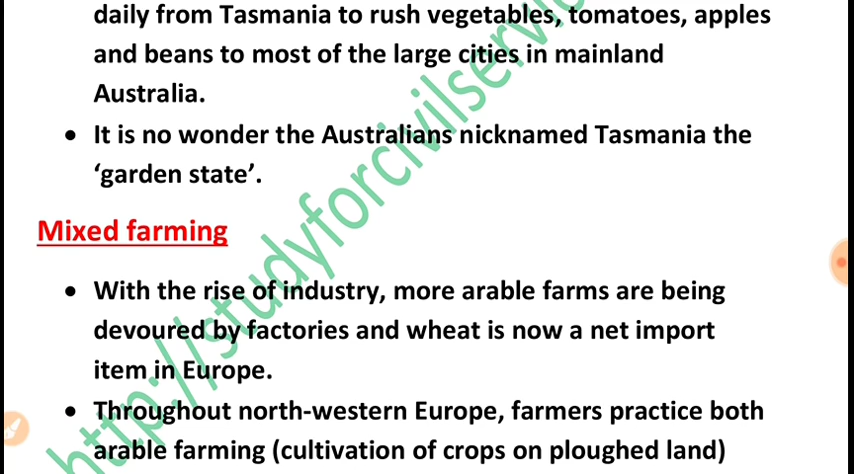 daily from Tasmania to rush vegetables, tomatoes, apples
and beans to most of the large cities in mainland
Australia.
• It is no wonder the Australians nicknamed Tasmania the
‘garden state’.
Mixed farming
• With the rise of industry, more arable farms are being
devoured by factories and wheat is now a net import
item in Europe.
• Throughout north-western Europe, farmers practice both
arable farming (cultivation of crops on ploughed land)
http://studyforcivilservi